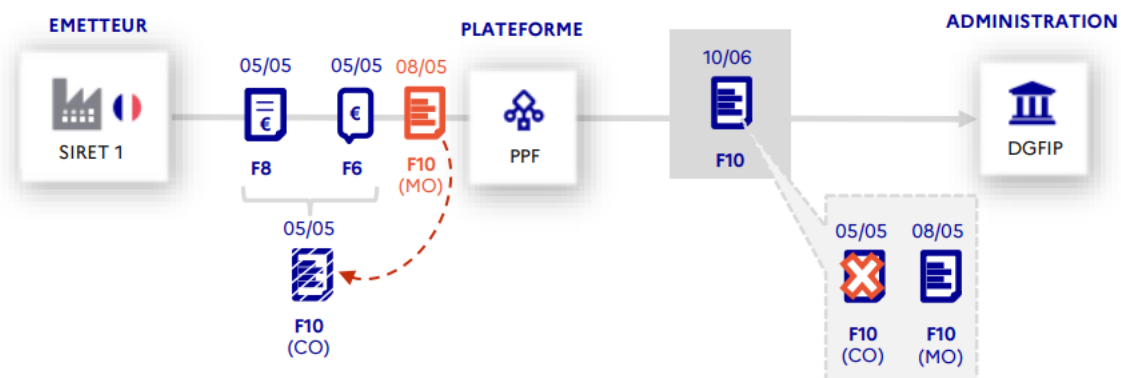 EMETTEUR
PLATEFORME
ADMINISTRATION
05/05
05/05
08/05
10/06
€
€
SIRET 1
F8
F6
F10
(MO)
PPF
F10
DGFIP
05/05
F10
(CO)
05/05
08/05
F10
(CO)
F10
(MO)